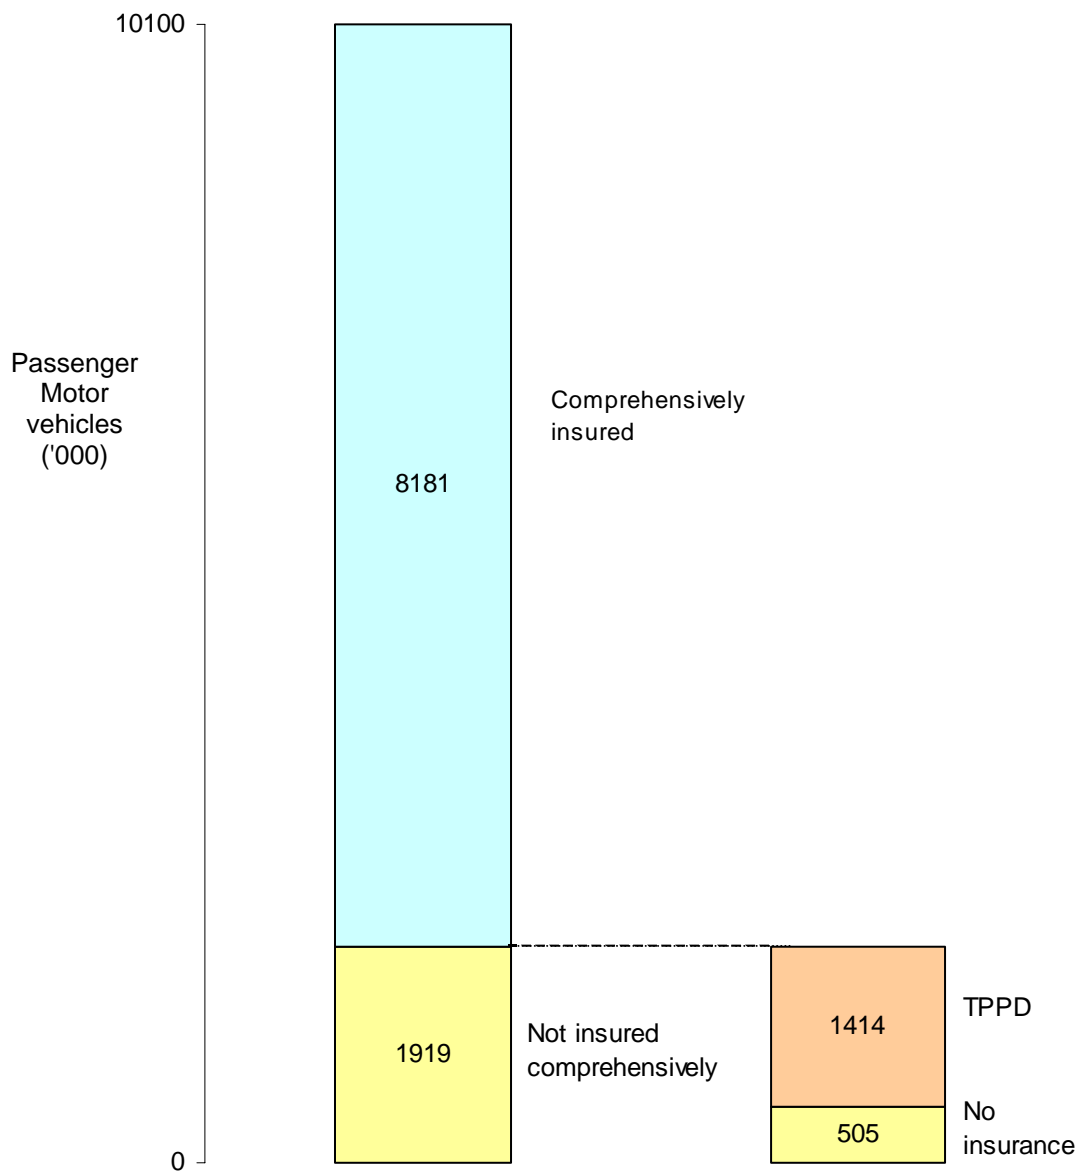 10100
Passenger
Motor
vehicles
('000)
Comprehensively
insured
8181
1919
Not insured
comprehensively
1414
TPPD
505
No
insurance
0